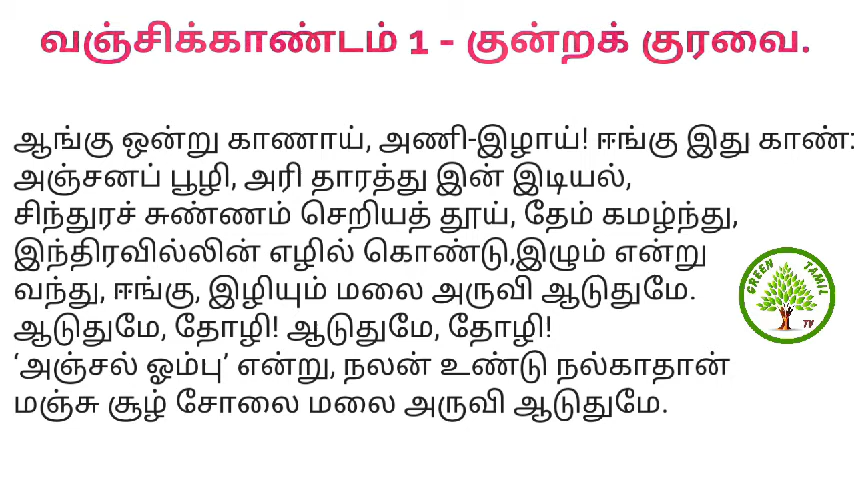 வஞ்சிக்காண்டம் 1 - குன்றக் குரவை.
ஆங்கு ஒன்று காணாய், அணி-இழாய்! ஈங்கு இது காண்:
அஞ்சனப் பூழி, அரி தாரத்து இன் இடியல்,
சிந்துரச் சுண்ணம் செறியத் தூய், தேம் கமழ்ந்து,
இந்திரவில்லின் எழில் கொண்டு,இழும் என்று
வந்து, ஈங்கு, இழியும் மலை அருவி ஆடுதுமே.
ஆடுதுமே, தோழி! ஆடுதுமே, தோழி!
‘அஞ்சல் ஓம்பு’ என்று, நலன் உண்டு நல்காதான்
மஞ்சு சூழ் சோலை மலை அருவி ஆடுதுமே.
GREEN TAMIL
TV